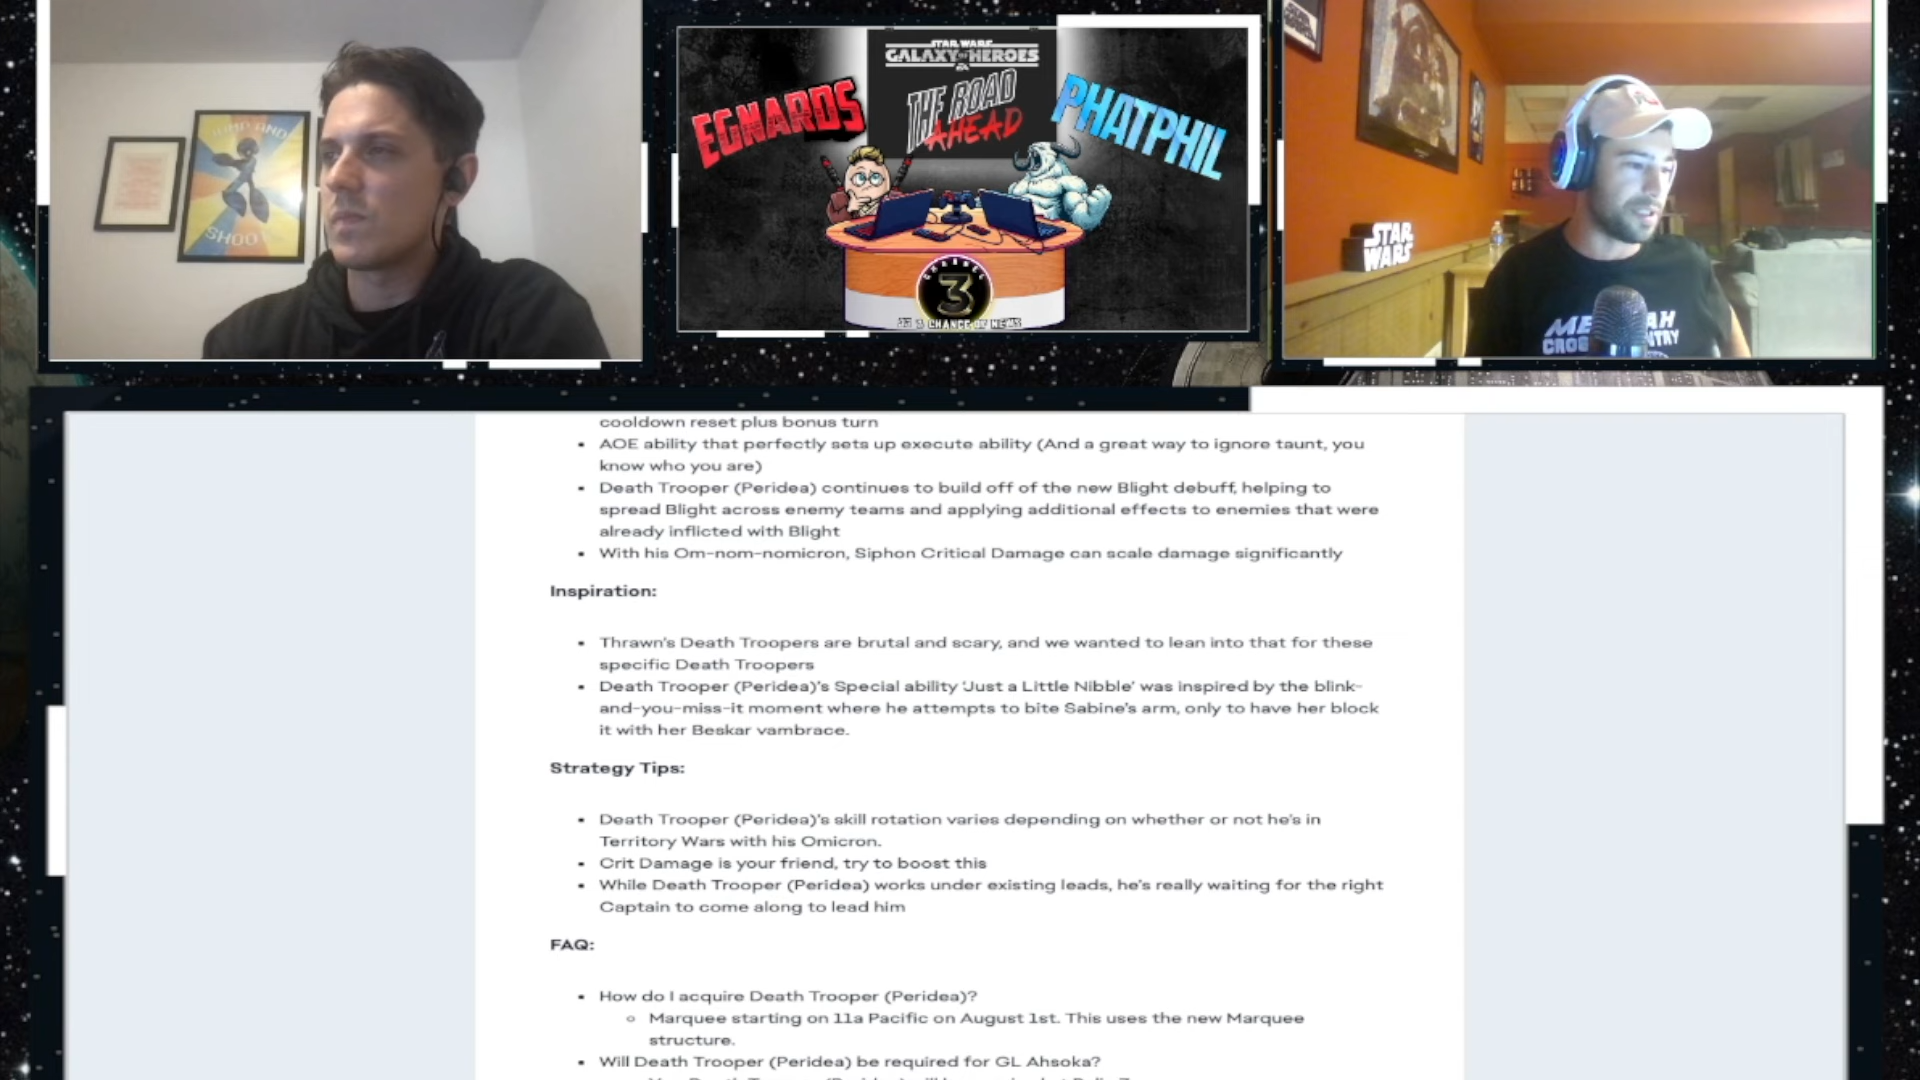 JUMP AND
SHOOT
STAR WARS
GALAXY OF HEROES
EA
THE ROAD
AHEAD
EGNARDS
PHATPHIL
CHANNEL
3
33 % CHANCE OF NEWS
STAR
WARS
cooldown reset plus bonus turn
• AOE ability that perfectly sets up execute ability (And a great way to ignore taunt, you
know who you are)
• Death Trooper (Peridea) continues to build off of the new Blight debuff, helping to
spread Blight across enemy teams and applying additional effects to enemies that were
already inflicted with Blight
• With his Om-nom-nomicron, Siphon Critical Damage can scale damage significantly
Inspiration:
• Thrawn's Death Troopers are brutal and scary, and we wanted to lean into that for these
specific Death Troopers
• Death Trooper (Peridea)'s Special ability 'Just a Little Nibble' was inspired by the blink-
and-you-miss-it moment where he attempts to bite Sabine's arm, only to have her block
it with her Beskar vambrace.
Strategy Tips:
• Death Trooper (Peridea)'s skill rotation varies depending on whether or not he's in
Territory Wars with his Omicron.
• Crit Damage is your friend, try to boost this
• While Death Trooper (Peridea) works under existing leads, he's really waiting for the right
Captain to come along to lead him
FAQ:
• How do I acquire Death Trooper (Peridea)?
◦ Marquee starting on 11a Pacific on August 1st. This uses the new Marquee
structure.
• Will Death Trooper (Peridea) be required for GL Ahsoka?